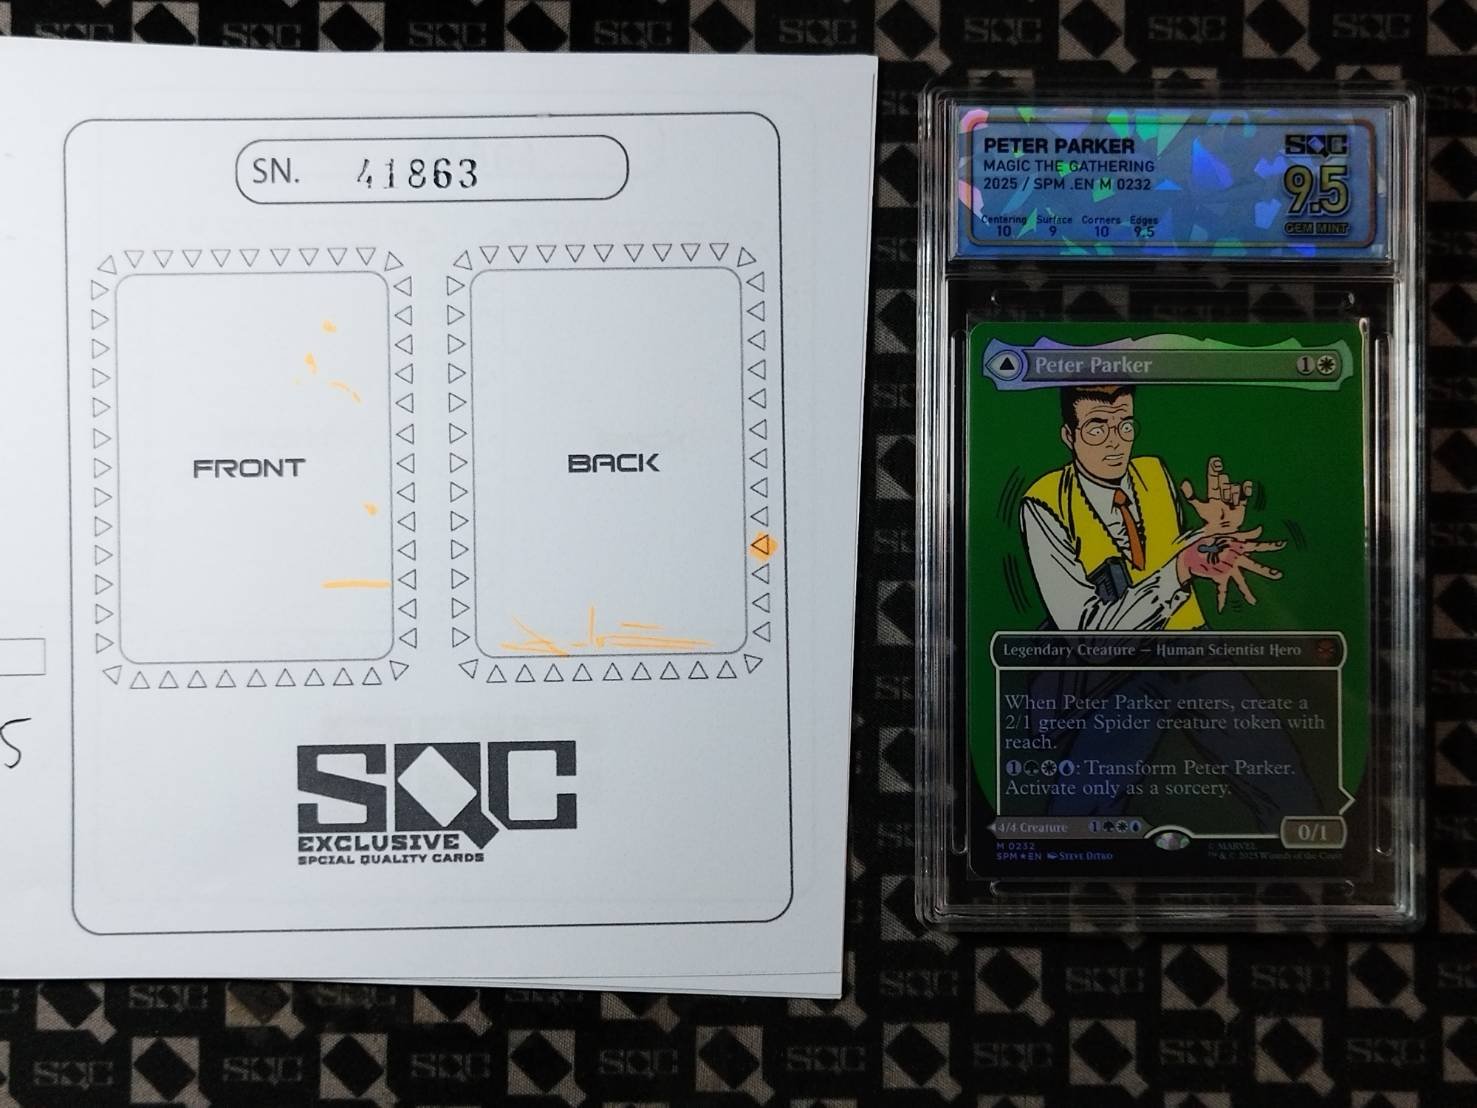 SN. 41863
FRONT
BACK
5
SQC
EXCLUSIVE
SPCIAL QUALITY CARDS
PETER PARKER
MAGIC THE GATHERING
2025 / SPM .EN M 0232
SQC
9.5
GEM MINT
Centering Surface Corners Edges
10 9 10 9.5
Peter Parker 1
Legendary Creature — Human Scientist Hero
When Peter Parker enters, create a
2/1 green Spider creature token with
reach.
1: Transform Peter Parker.
Activate only as a sorcery.
4/4 Creature 1
0/1
M 0232
SPM★EN STEVE DITKO
© MARVEL
™ & © 2025 Wizards of the Coast